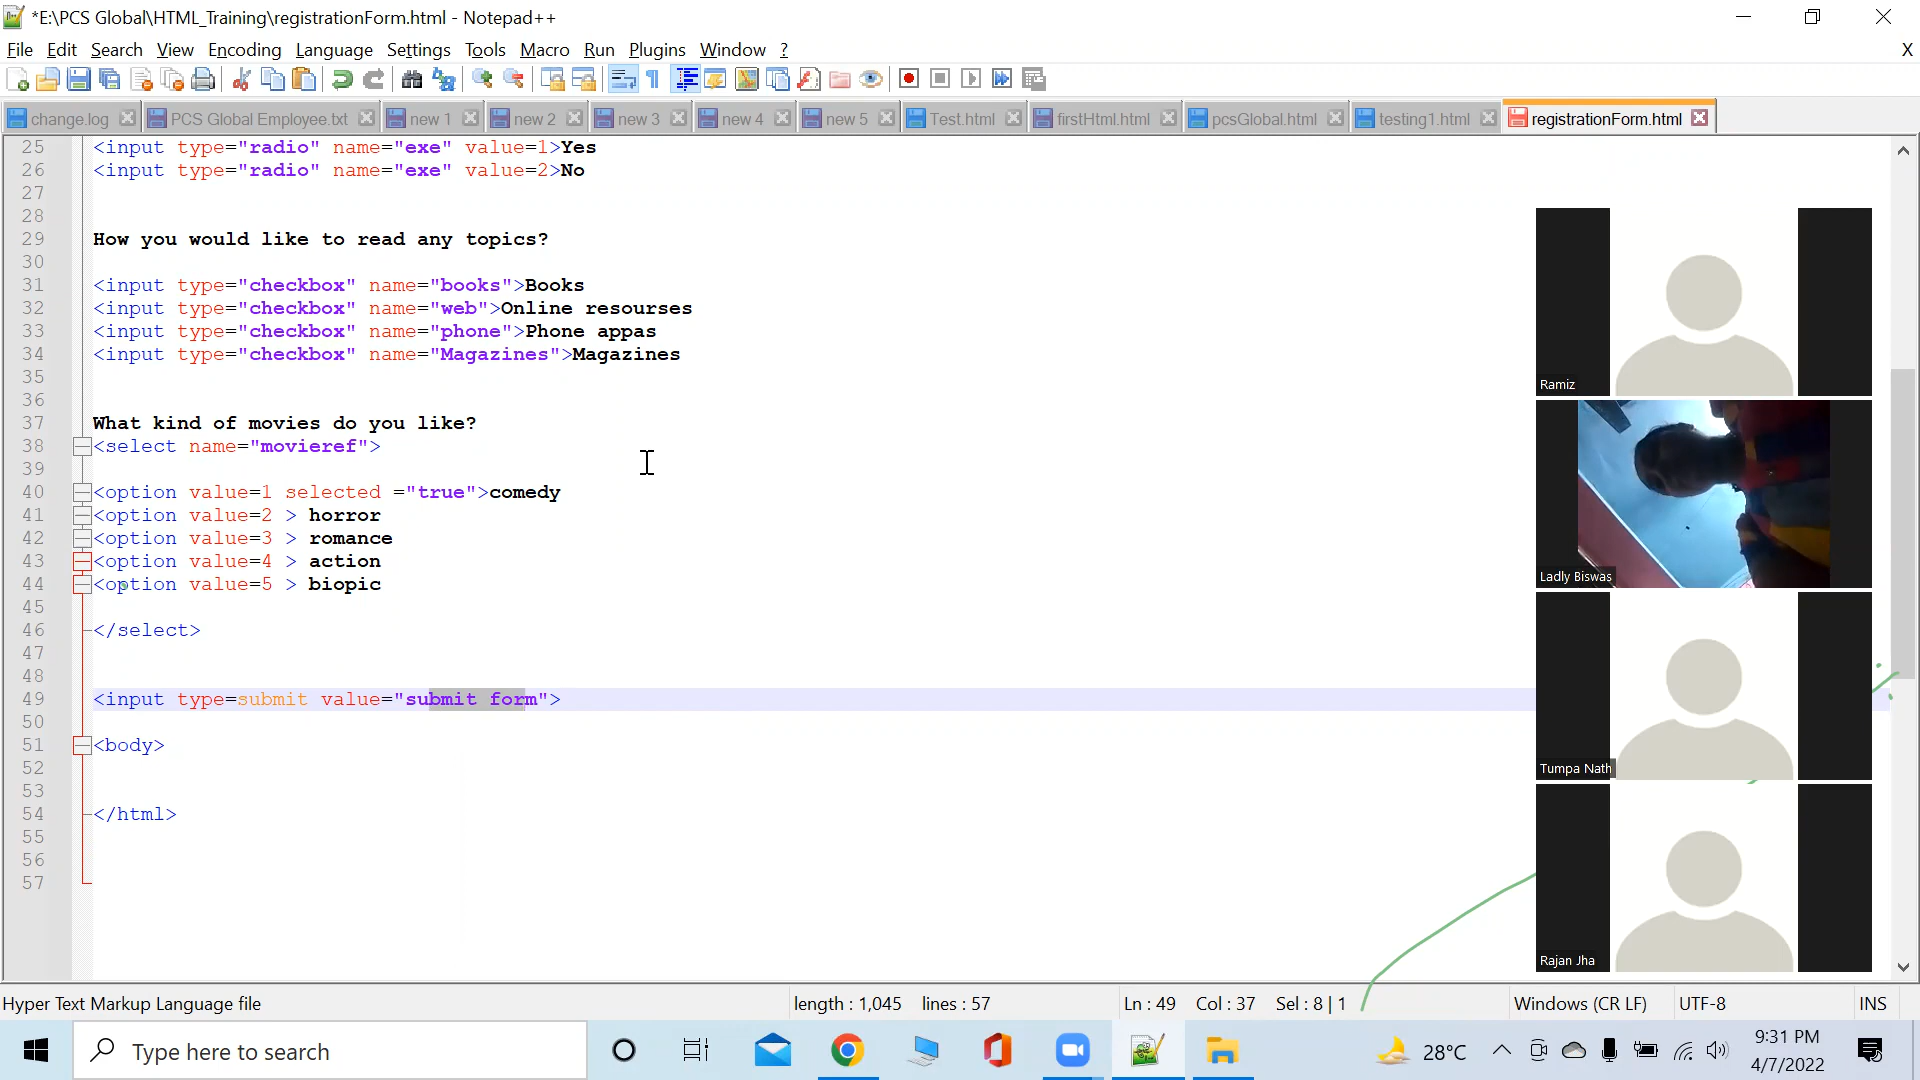 *E:\PCS Global\HTML_Training\registrationForm.html - Notepad++
File Edit Search View Encoding Language Settings Tools Macro Run Plugins Window ? X
change.log PCS Global Employee.txt new 1 new 2 new 3 new 4 new 5 Test.html firstHtml.html pcsGlobal.html testing1.html registrationForm.html
25 <input type="radio" name="exe" value=1>Yes
26 <input type="radio" name="exe" value=2>No
27
28
29 How you would like to read any topics?
30
31 <input type="checkbox" name="books">Books
32 <input type="checkbox" name="web">Online resourses
33 <input type="checkbox" name="phone">Phone appas
34 <input type="checkbox" name="Magazines">Magazines
35
36
37 What kind of movies do you like?
38 <select name="movieref">
39
40 <option value=1 selected ="true">comedy
41 <option value=2 > horror
42 <option value=3 > romance
43 <option value=4 > action
44 <option value=5 > biopic
45
46 </select>
47
48
49 <input type=submit value="submit form">
50
51 <body>
52
53
54 </html>
55
56
57
Ramiz
Ladly Biswas
Tumpa Nath
Rajan Jha
Hyper Text Markup Language file length : 1,045 lines : 57 Ln : 49 Col : 37 Sel : 8 | 1 Windows (CR LF) UTF-8 INS
Type here to search
28°C
9:31 PM
4/7/2022